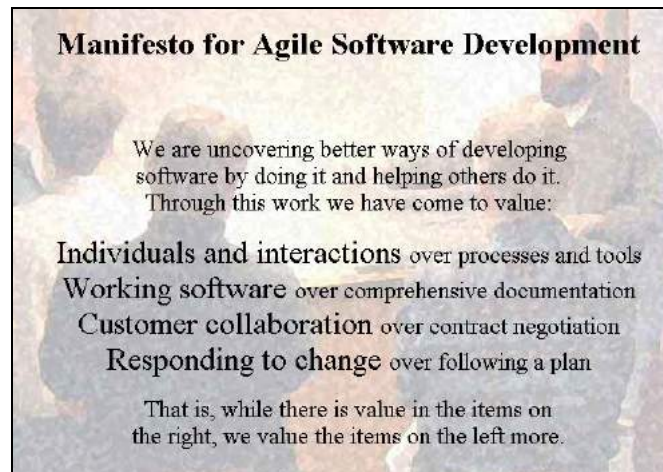 Manifesto for Agile Software Development
We are uncovering better ways of developing
software by doing it and helping others do it.
Through this work we have come to value:
Individuals and interactions over processes and tools
Working software over comprehensive documentation
Customer collaboration over contract negotiation
Responding to change over following a plan
That is, while there is value in the items on
the right, we value the items on the left more.